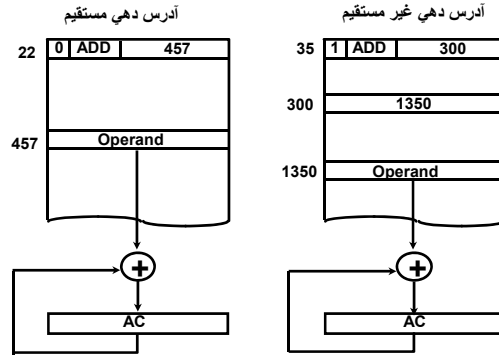 آدرس دهي مستقيم
22 0 ADD 457
457 Operand
+
AC
آدرس دهي غير مستقيم
35 1 ADD 300
300 1350
1350 Operand
+
AC